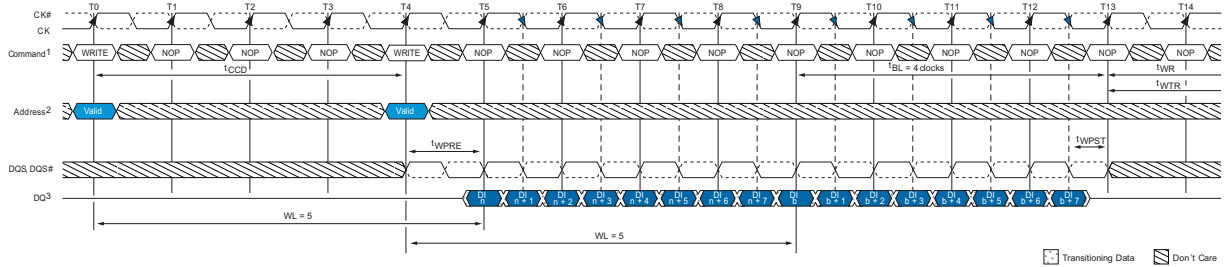 T0 T1 T2 T3 T4 T5 T6 T7 T8 T9 T10 T11 T12 T13 T14
CK#
CK
Command1 WRITE NOP NOP NOP WRITE NOP NOP NOP NOP NOP NOP NOP NOP NOP NOP
tCCD tBL = 4 clocks tWR
tWTR
Address2 Valid Valid
tWPRE tWPST
DQS, DQS#
DQ3 DI n DI n + 1 DI n + 2 DI n + 3 DI n + 4 DI n + 5 DI n + 6 DI n + 7 DI b DI b + 1 DI b + 2 DI b + 3 DI b + 4 DI b + 5 DI b + 6 DI b + 7
WL = 5
WL = 5
Transitioning Data Don't Care